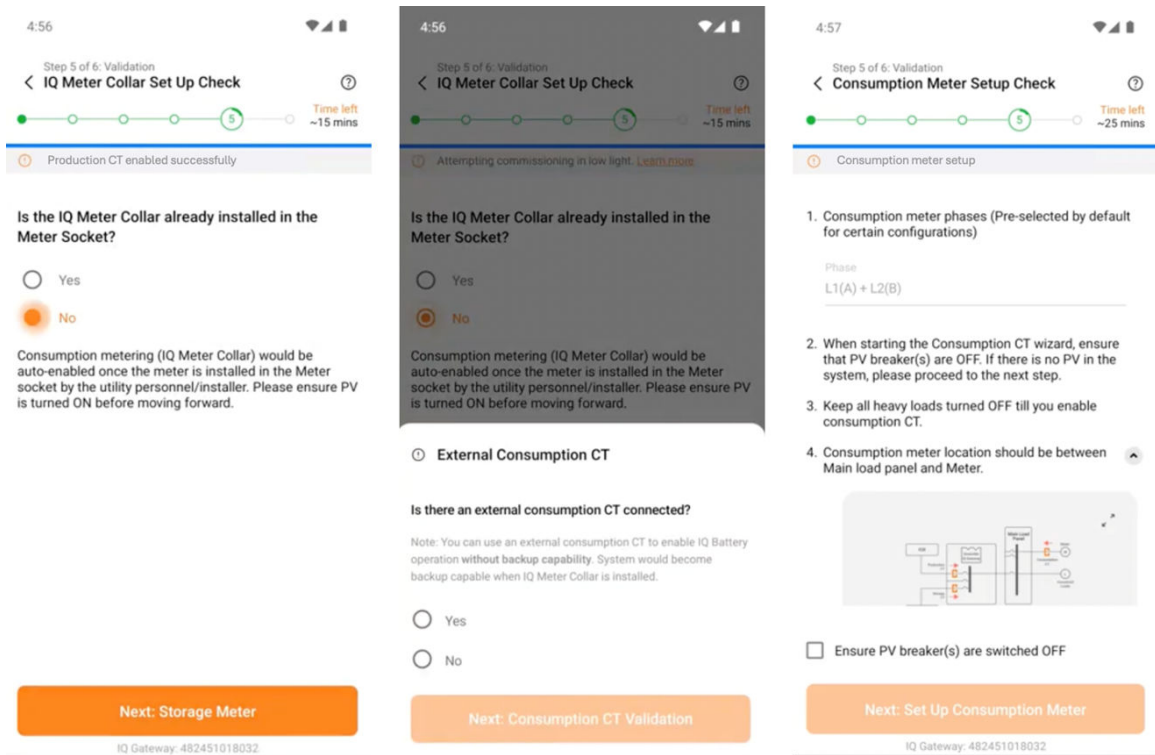 4:56
Step 5 of 6: Validation
IQ Meter Collar Set Up Check
5
Time left
~15 mins
Production CT enabled successfully
Is the IQ Meter Collar already installed in the
Meter Socket?
Yes
No
Consumption metering (IQ Meter Collar) would be
auto-enabled once the meter is installed in the Meter
socket by the utility personnel/installer. Please ensure PV
is turned ON before moving forward.
Next: Storage Meter
IQ Gateway: 482451018032
4:56
Step 5 of 6: Validation
IQ Meter Collar Set Up Check
5
Time left
~15 mins
Attempting commissioning in low light. Learn more
Is the IQ Meter Collar already installed in the
Meter Socket?
Yes
No
Consumption metering (IQ Meter Collar) would be
auto-enabled once the meter is installed in the Meter
socket by the utility personnel/installer. Please ensure PV
is turned ON before moving forward.
External Consumption CT
Is there an external consumption CT connected?
Note: You can use an external consumption CT to enable IQ Battery
operation without backup capability. System would become
backup capable when IQ Meter Collar is installed.
Yes
No
Next: Consumption CT Validation
4:57
Step 5 of 6: Validation
Consumption Meter Setup Check
5
Time left
~25 mins
Consumption meter setup
1. Consumption meter phases (Pre-selected by default
for certain configurations)
Phase
L1(A) + L2(B)
2. When starting the Consumption CT wizard, ensure
that PV breaker(s) are OFF. If there is no PV in the
system, please proceed to the next step.
3. Keep all heavy loads turned OFF till you enable
consumption CT.
4. Consumption meter location should be between
Main load panel and Meter.
Main Load
Panel
Ensure PV breaker(s) are switched OFF
Next: Set Up Consumption Meter
IQ Gateway: 482451018032